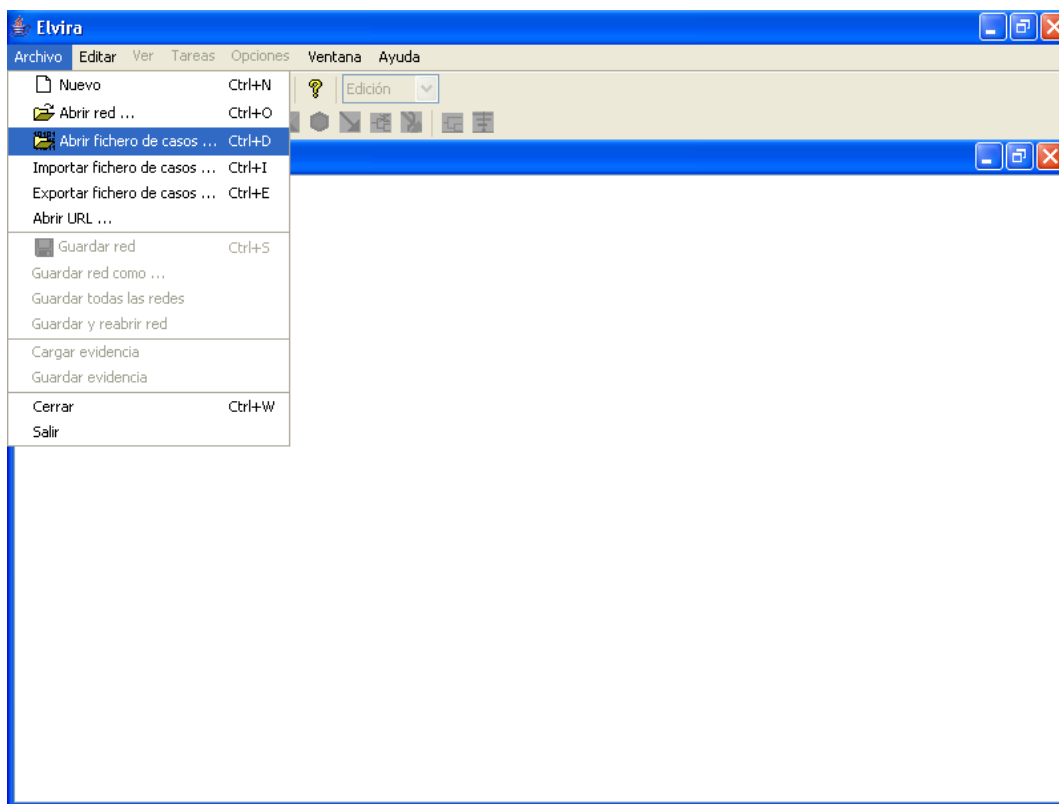 Elvira
Archivo Editar Ver Tareas Opciones Ventana Ayuda
Nuevo Ctrl+N
Edición
Abrir red ... Ctrl+O
Abrir fichero de casos ... Ctrl+D
Importar fichero de casos ... Ctrl+I
Exportar fichero de casos ... Ctrl+E
Abrir URL ...
Guardar red Ctrl+S
Guardar red como ...
Guardar todas las redes
Guardar y reabrir red
Cargar evidencia
Guardar evidencia
Cerrar Ctrl+W
Salir